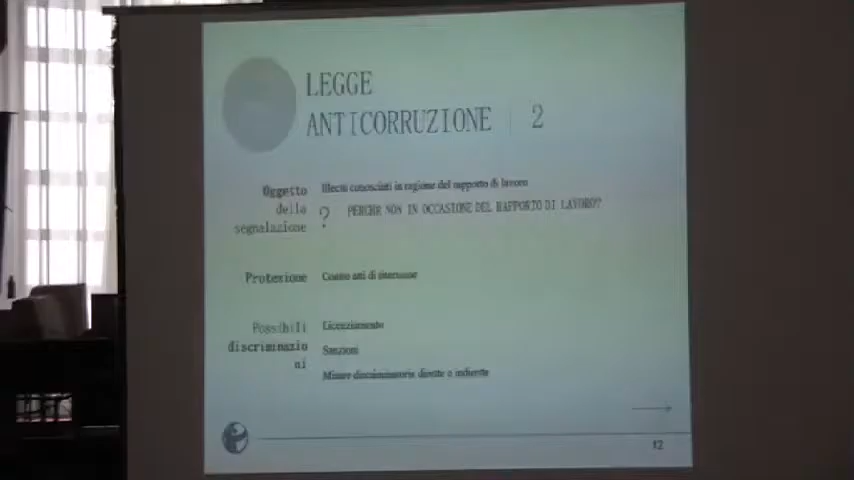 LEGGE
ANTICORRUZIONE | 2
Oggetto
della
segnalazione
Illeciti conosciuti in ragione del rapporto di lavoro
? PERCHE NON IN OCCASIONE DEL RAPPORTO DI LAVORO?
Protezione
Contro atti di ritorsione
Possibili
discriminazio
ni
Licenziamento
Sanzioni
Misure discriminatorie dirette o indirette
12